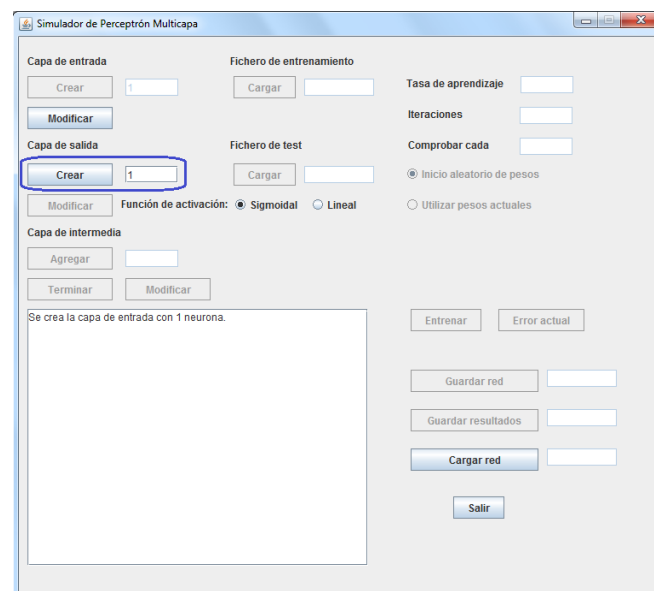 Simulador de Perceptrón Multicapa
Capa de entrada
Fichero de entrenamiento
Crear
1
Cargar
Tasa de aprendizaje
Modificar
Iteraciones
Capa de salida
Fichero de test
Comprobar cada
Crear
1
Cargar
Inicio aleatorio de pesos
Modificar
Función de activación:
Sigmoidal
Lineal
Utilizar pesos actuales
Capa de intermedia
Agregar
Terminar
Modificar
Se crea la capa de entrada con 1 neurona.
Entrenar
Error actual
Guardar red
Guardar resultados
Cargar red
Salir